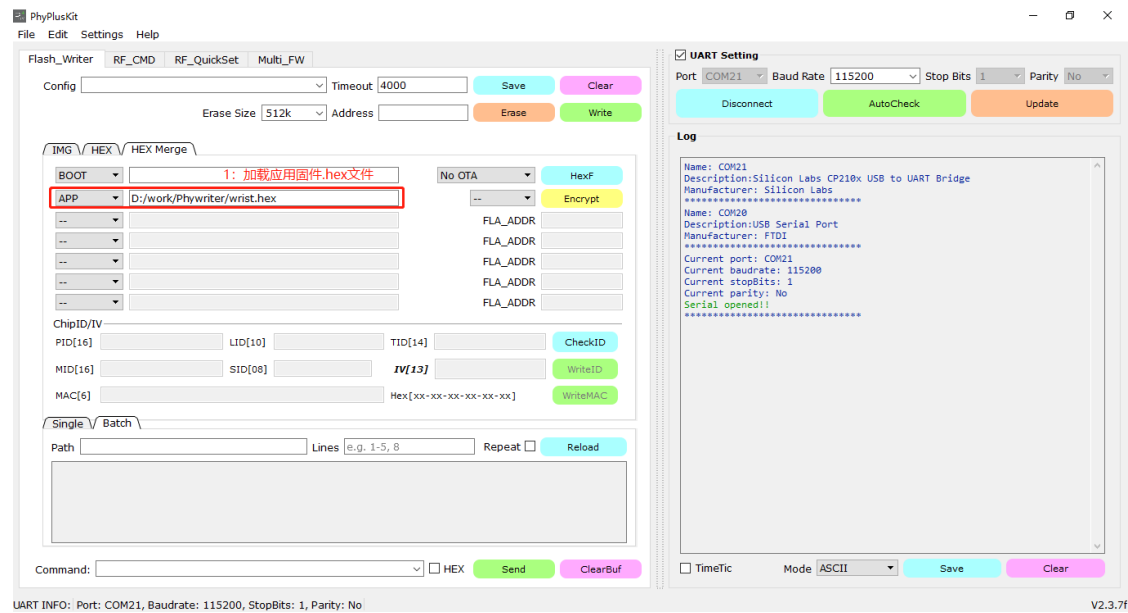 PhyPlusKit
File Edit Settings Help
Flash_Writer RF_CMD RF_QuickSet Multi_FW
Config Timeout 4000 Save Clear
Erase Size 512k Address Erase Write
IMG HEX HEX Merge
BOOT 1：加载应用固件.hex文件 No OTA HexF
APP D:/work/Phywriter/wrist.hex -- Encrypt
-- FLA_ADDR
-- FLA_ADDR
-- FLA_ADDR
-- FLA_ADDR
-- FLA_ADDR
ChipID/IV
PID[16] LID[10] TID[14] CheckID
MID[16] SID[08] IV[13] WriteID
MAC[6] Hex[xx-xx-xx-xx-xx-xx] WriteMAC
Single Batch
Path Lines e.g. 1-5, 8 Repeat Reload
Command: HEX Send ClearBuf
UART Setting
Port COM21 Baud Rate 115200 Stop Bits 1 Parity No
Disconnect AutoCheck Update
Log
Name: COM21
Description:Silicon Labs CP210x USB to UART Bridge
Manufacturer: Silicon Labs
*******************************
Name: COM20
Description:USB Serial Port
Manufacturer: FTDI
*******************************
Current port: COM21
Current baudrate: 115200
Current stopBits: 1
Current parity: No
Serial opened!!
*******************************
TimeTic Mode ASCII Save Clear
UART INFO: Port: COM21, Baudrate: 115200, StopBits: 1, Parity: No V2.3.7f